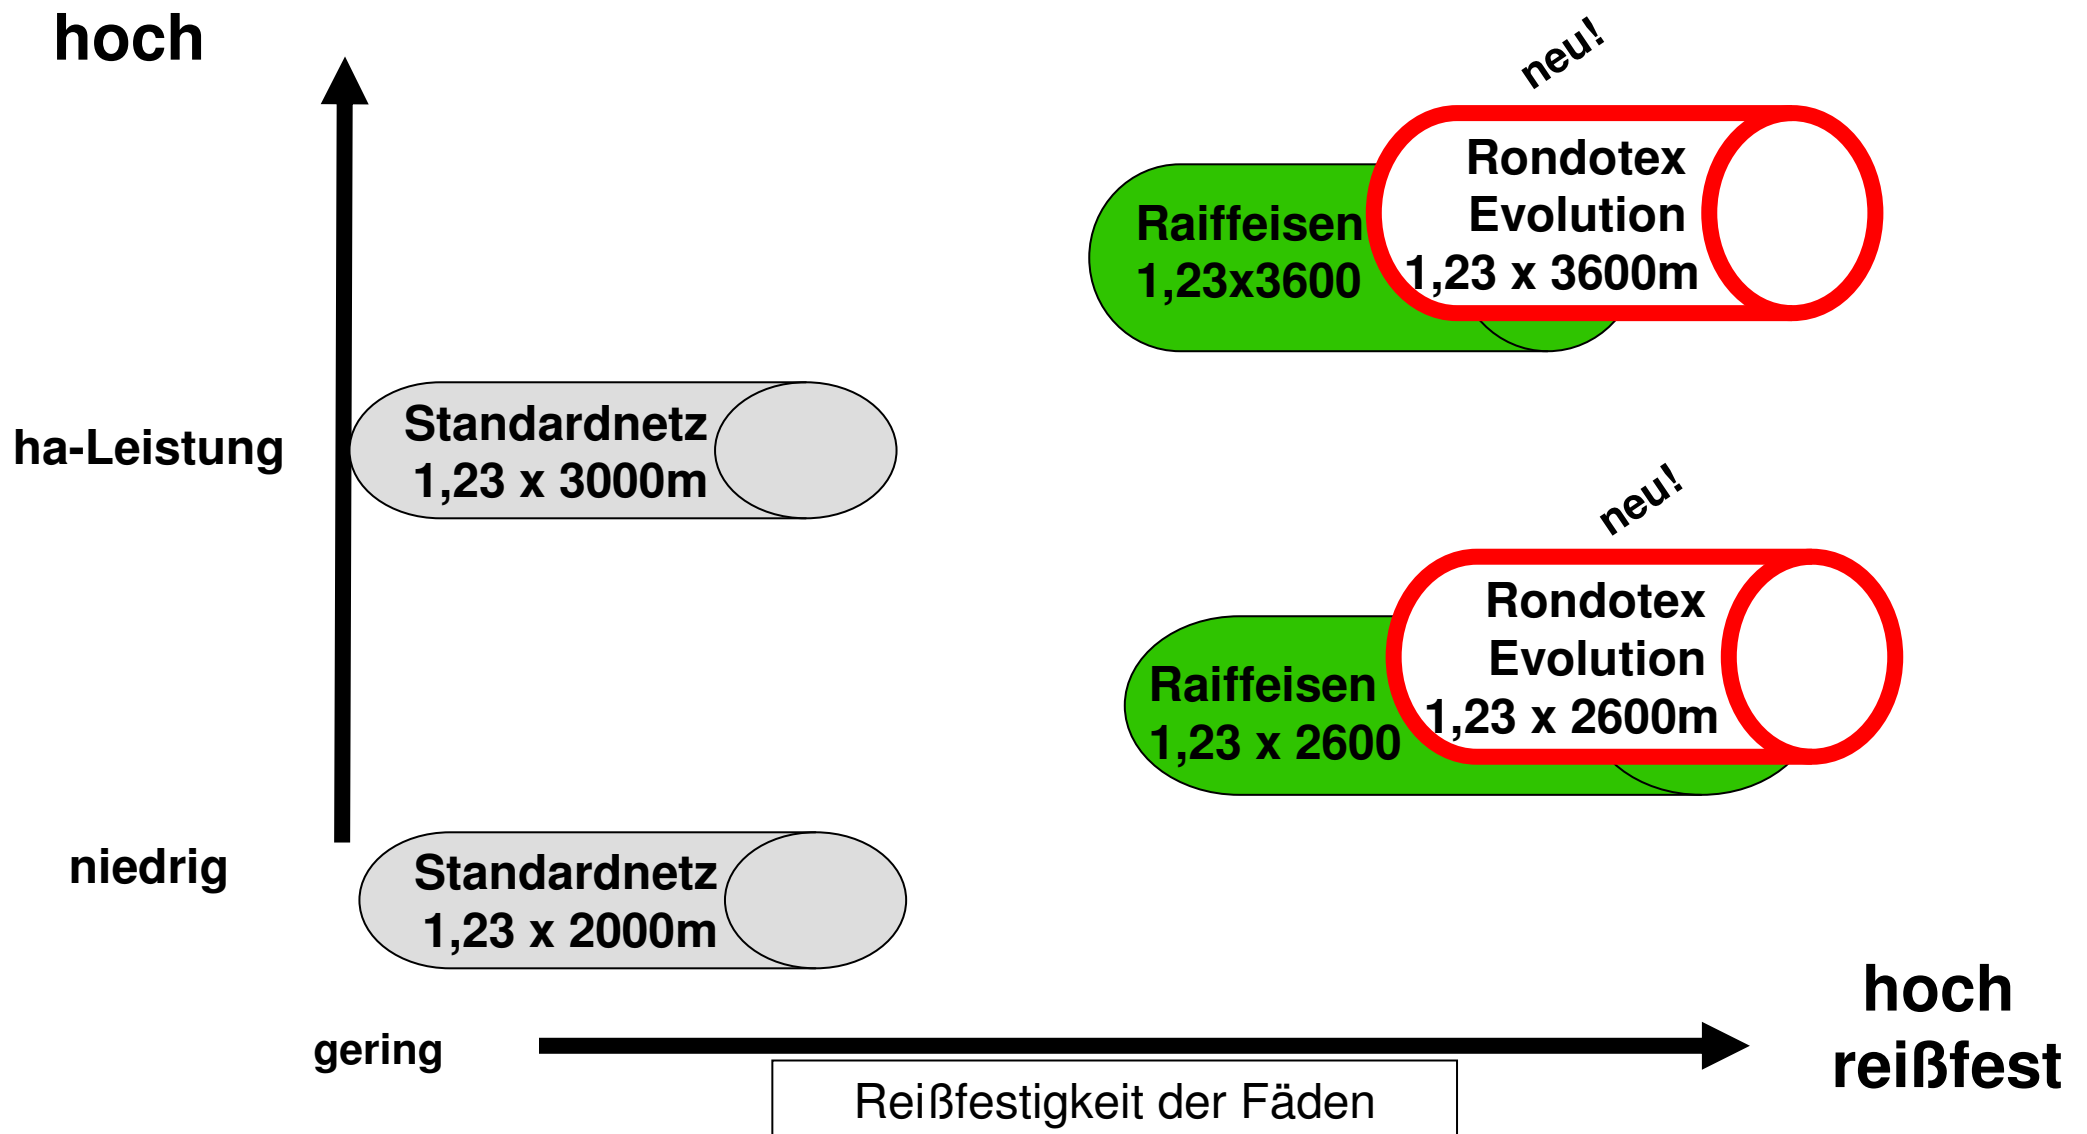 hoch
neu!
Rondotex
Evolution
1,23 x 3600m
Raiffeisen
1,23x3600
ha-Leistung
Standardnetz
1,23 x 3000m
neu!
Rondotex
Evolution
1,23 x 2600m
Raiffeisen
1,23 x 2600
niedrig
Standardnetz
1,23 x 2000m
gering
hoch
reißfest
Reißfestigkeit der Fäden